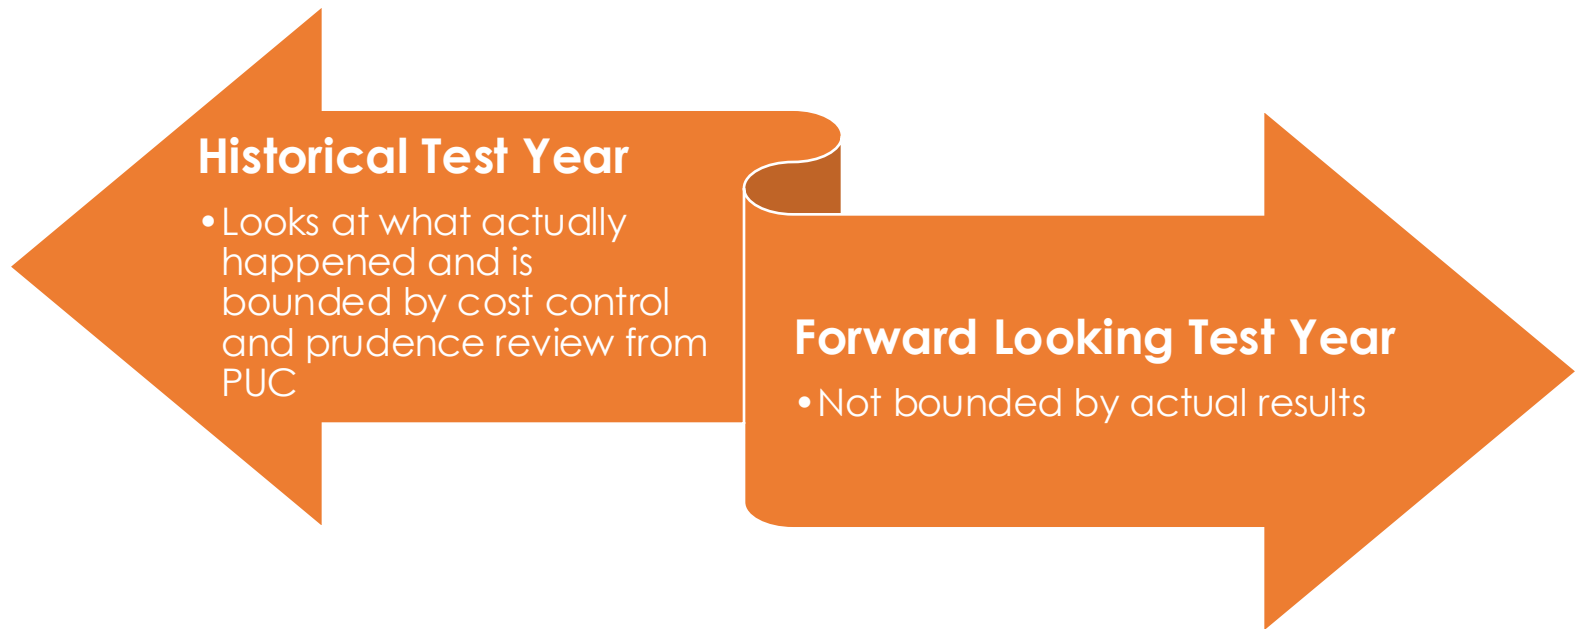 Historical Test Year
•Looks at what actually
happened and is
bounded by cost control
and prudence review from
PUC
Forward Looking Test Year
•Not bounded by actual results